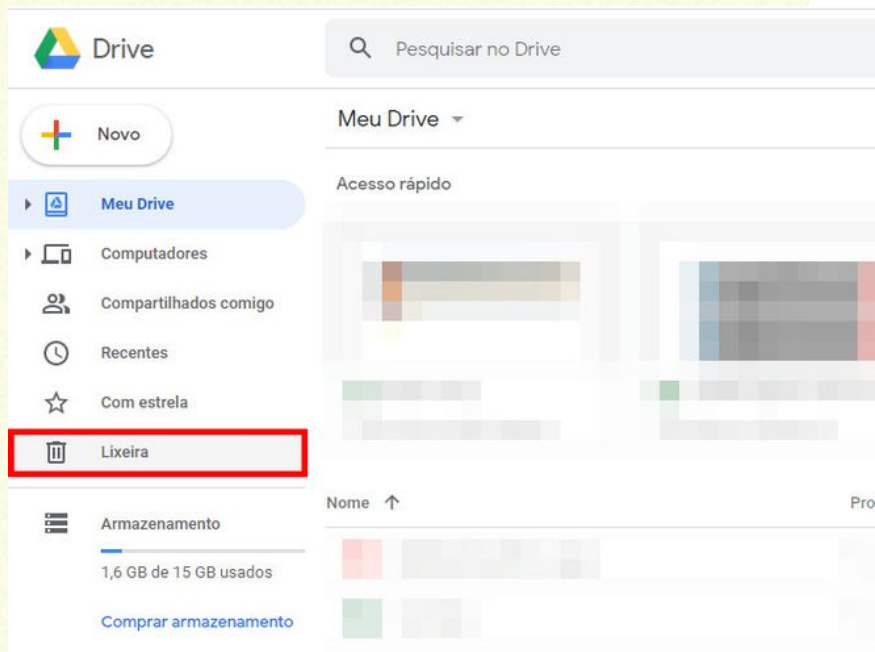 Drive
Pesquisar no Drive
Novo
Meu Drive
Meu Drive
Acesso rápido
Computadores
Compartilhados comigo
Recentes
Com estrela
Lixeira
Nome
Pro
Armazenamento
1,6 GB de 15 GB usados
Comprar armazenamento